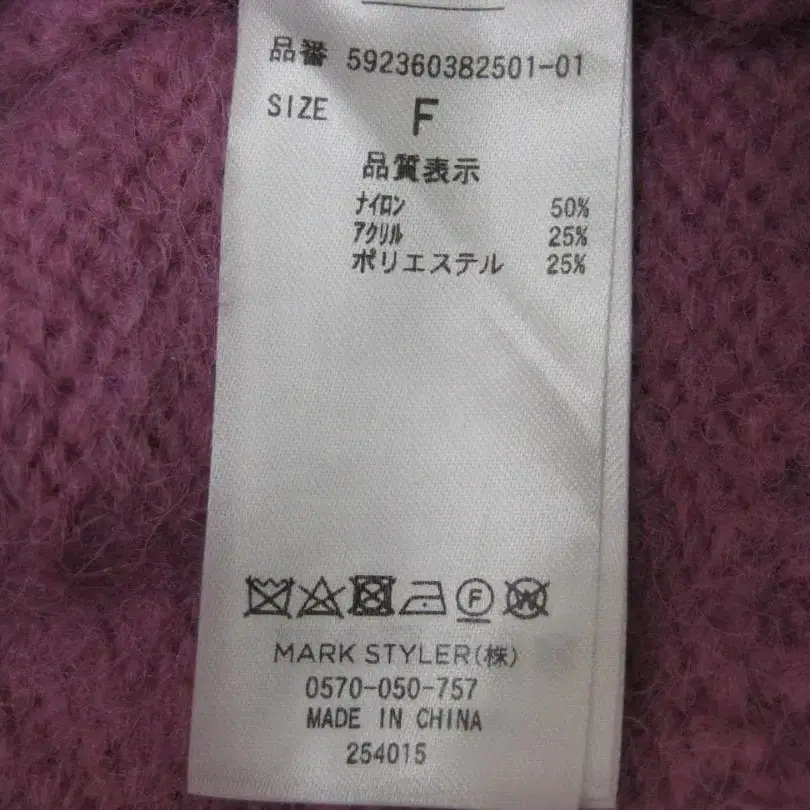 品番 592360382501-01
SIZE F
品質表示
ナイロン 50%
アクリル 25%
ポリエステル 25%
F W
MARK STYLER(株)
0570-050-757
MADE IN CHINA
254015